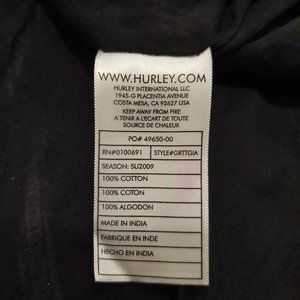 WWW.HURLEY.COM
HURLEY INTERNATIONAL LLC
1945-G PLACENTIA AVENUE
COSTA MESA, CA 92627 USA
KEEP AWAY FROM FIRE
A TENIR A L'ECART DE TOUTE
SOURCE DE CHALEUR
PO# 49650-00
RN#0100691 STYLE#GRTTGIA
SEASON: SU2009
100% COTTON
100% COTON
100% ALGODON
MADE IN INDIA
FABRIQUE EN INDE
HECHO EN INDIA